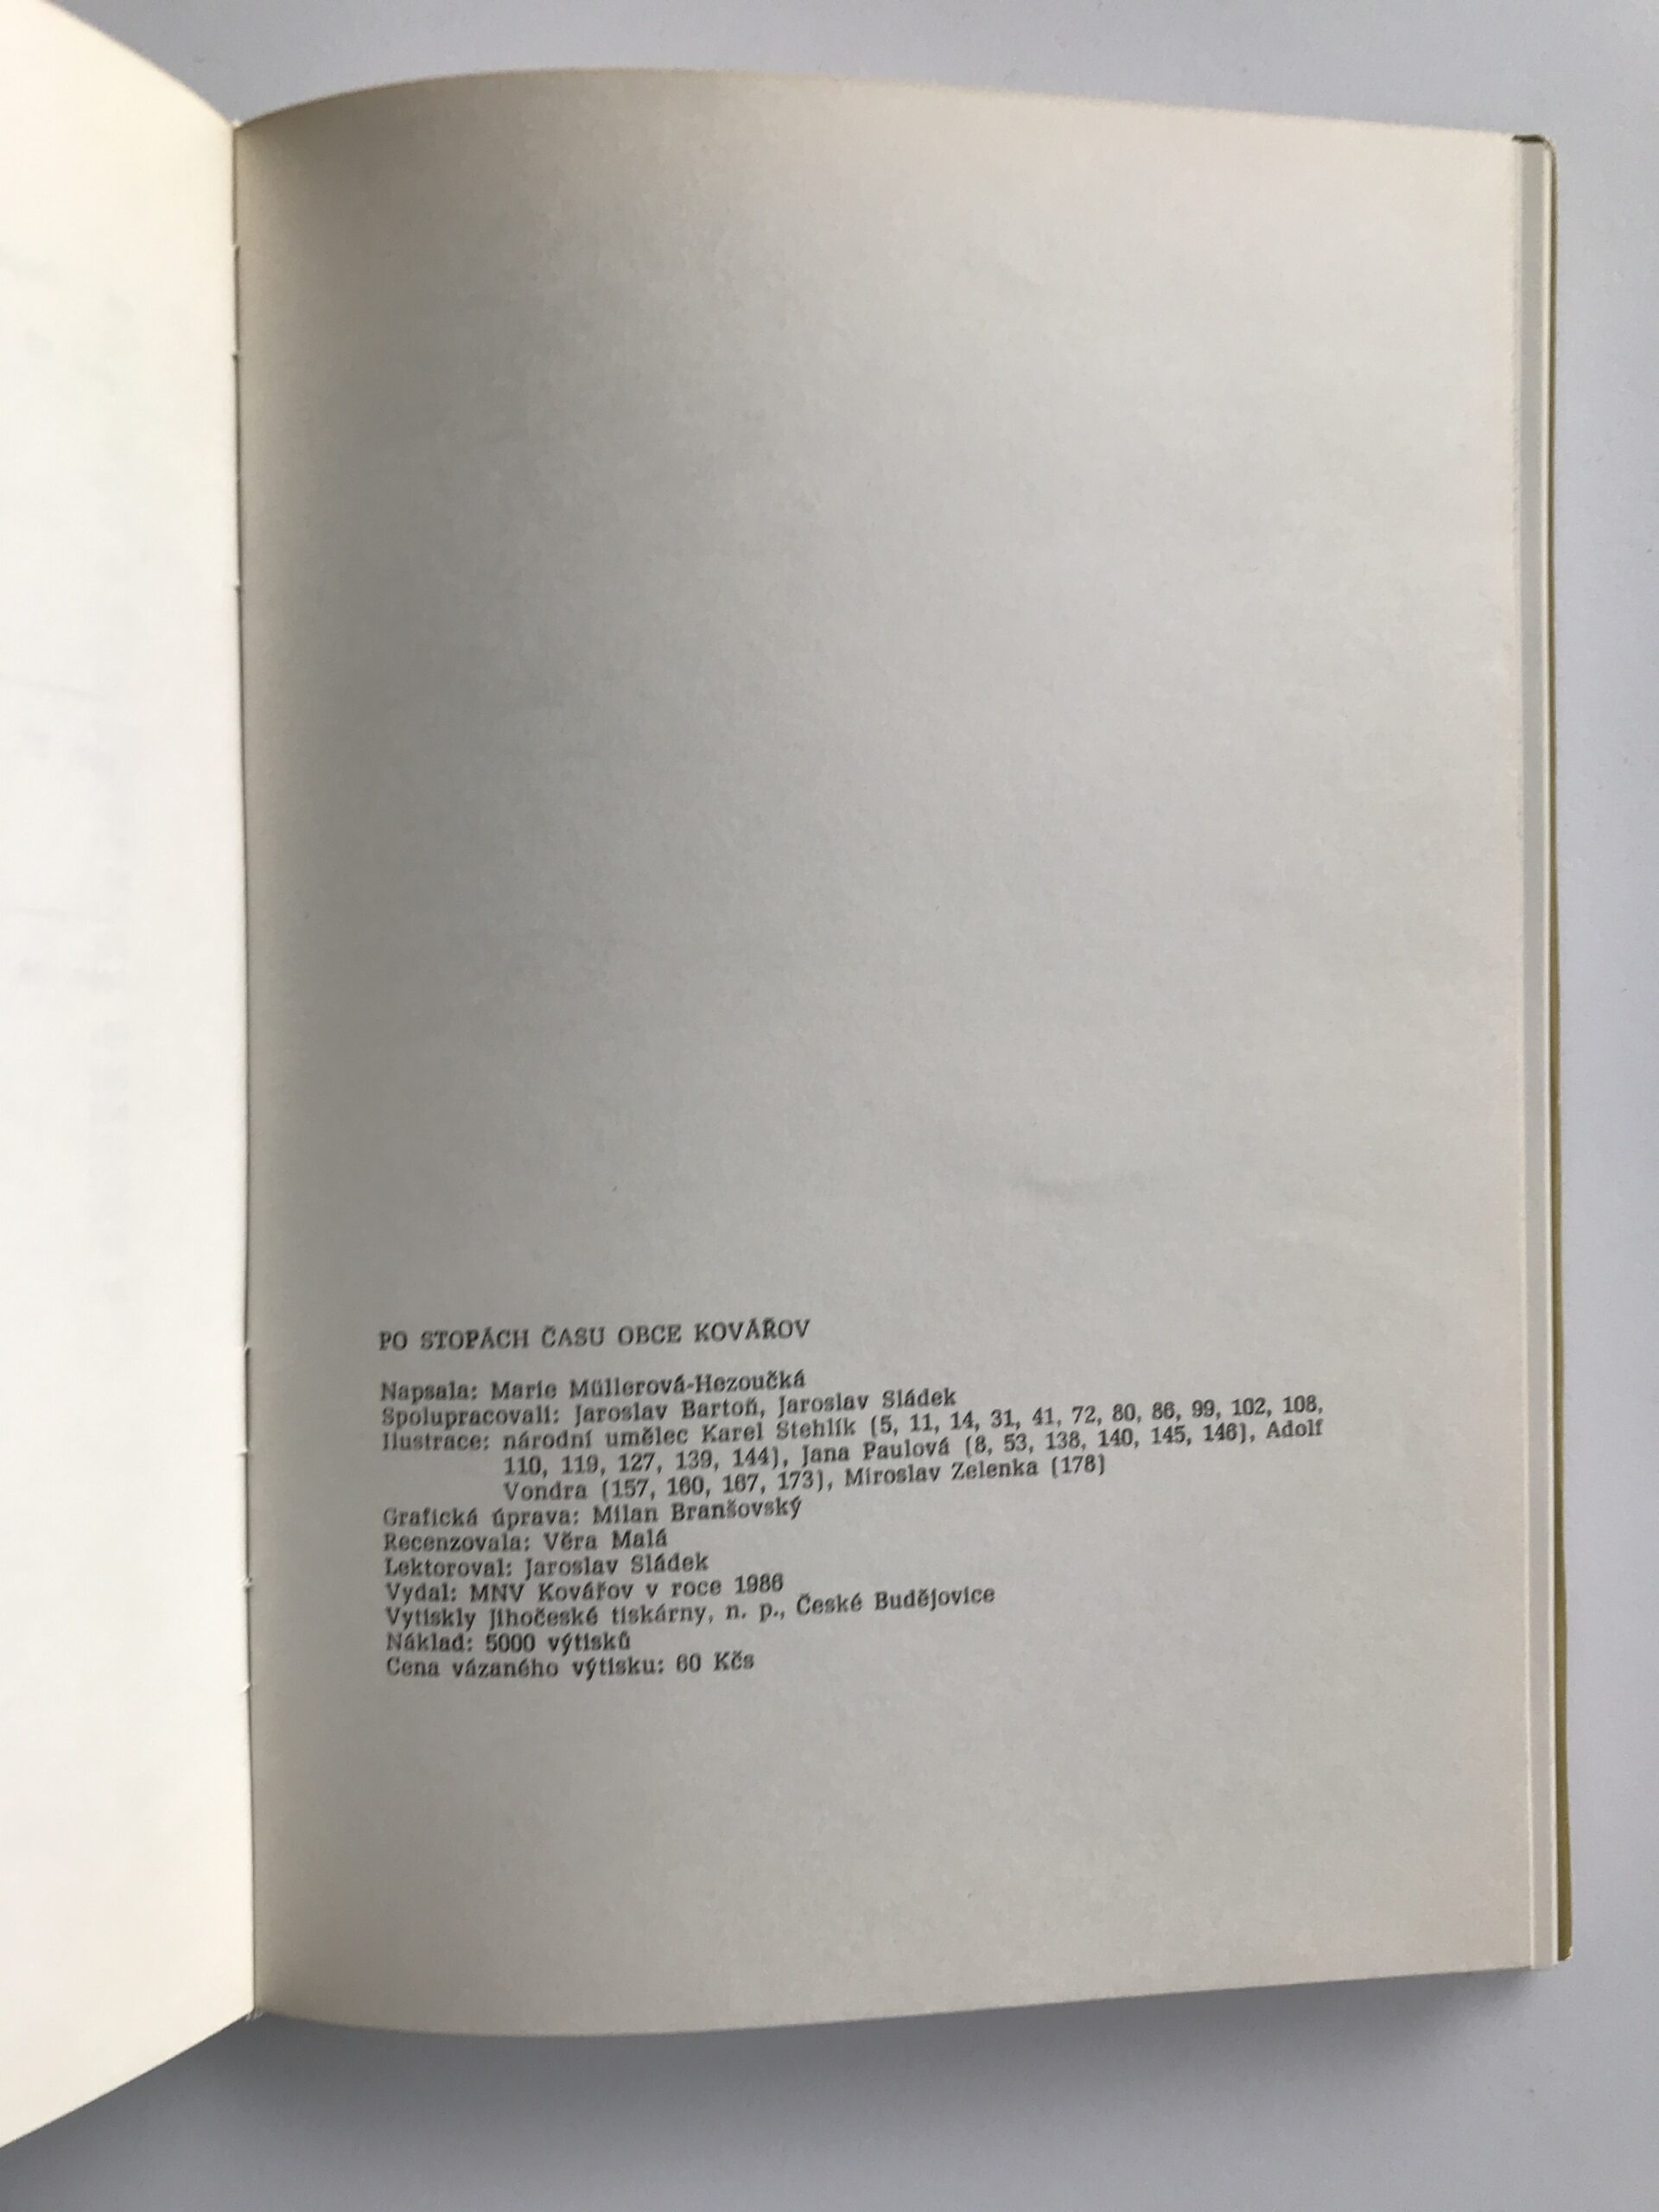 PO STOPÁCH ČASU OBCE KOVÁŘOV
Napsala: Marie Müllerová-Hezoučká
Spolupracovali: Jaroslav Bartoň, Jaroslav Sládek
Ilustrace: národní umělec Karel Stehlík (5, 11, 14, 31, 41, 72, 80, 86, 99, 102, 108,
110, 119, 127, 139, 144), Jana Paulová (8, 53, 138, 140, 145, 146), Adolf
Vondra (157, 160, 167, 173), Miroslav Zelenka (178)
Grafická úprava: Milan Branšovský
Recenzovala: Věra Malá
Lektoroval: Jaroslav Sládek
Vydal: MNV Kovářov v roce 1986
Vytiskly Jihočeské tiskárny, n. p., České Budějovice
Náklad: 5000 výtisků
Cena vázaného výtisku: 60 Kčs